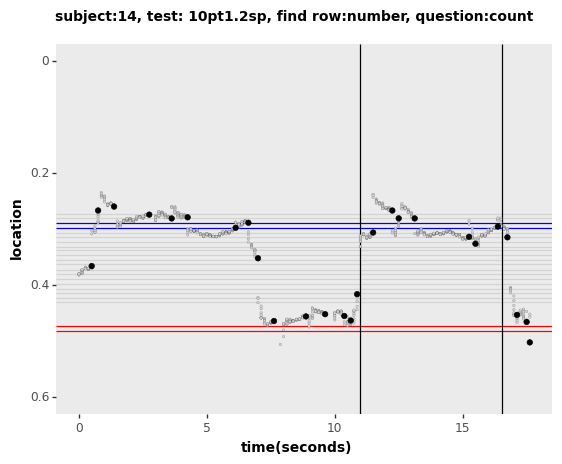 subject:14, test: 10pt1.2sp, find row:number, question:count
0
0.2
0.4
0.6
location
0
5
10
15
time(seconds)